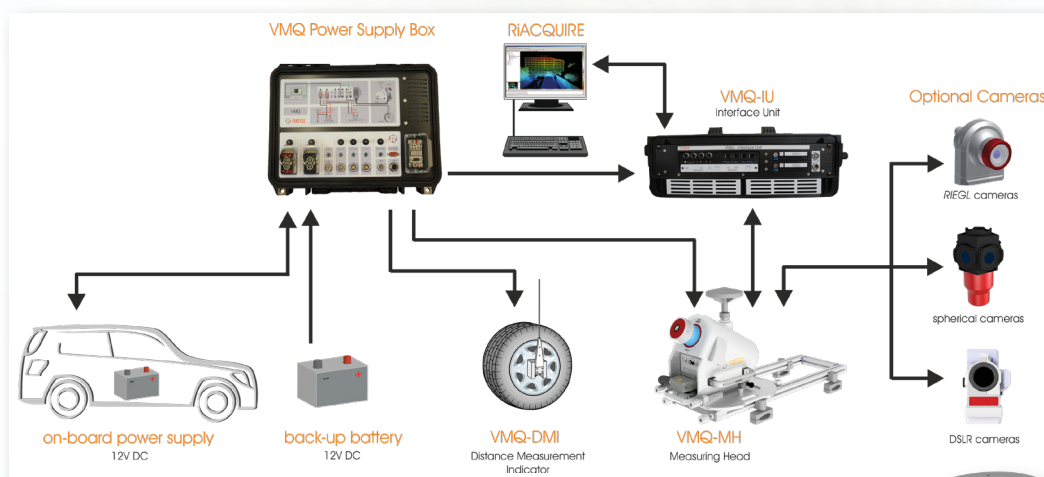 VMQ Power Supply Box
RiACQUIRE
VMQ-IU
Interface Unit
Optional Cameras
RIEGL cameras
spherical cameras
DSLR cameras
on-board power supply
12V DC
back-up battery
12V DC
VMQ-DMI
Distance Measurement
Indicator
VMQ-MH
Measuring Head